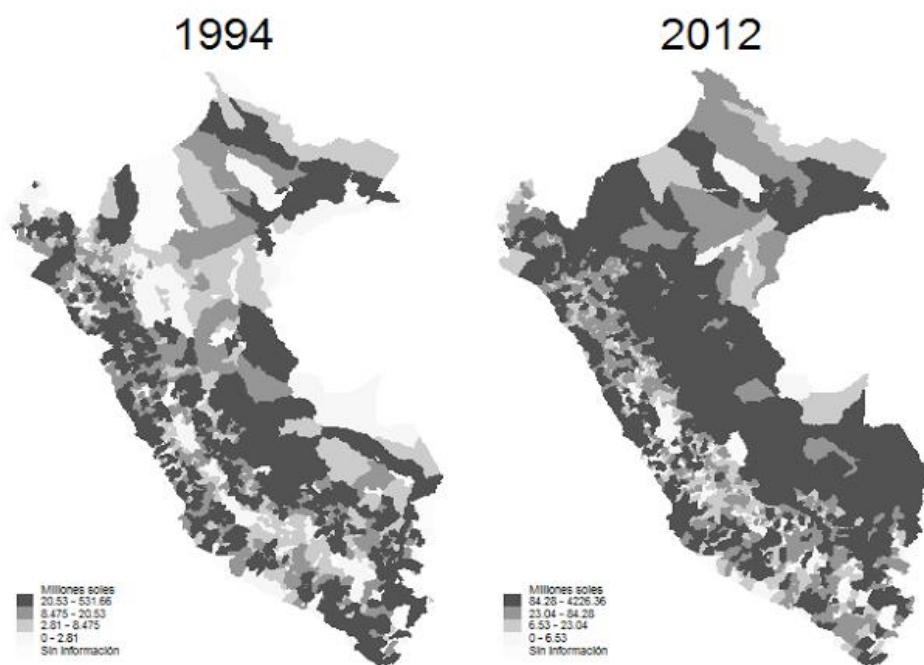 1994
2012
Millones soles
20.53 - 531.66
8.475 - 20.53
2.81 - 8.475
0 - 2.81
Sin Información
Millones soles
84.28 - 4226.36
23.04 - 84.28
6.53 - 23.04
0 - 6.53
Sin Información